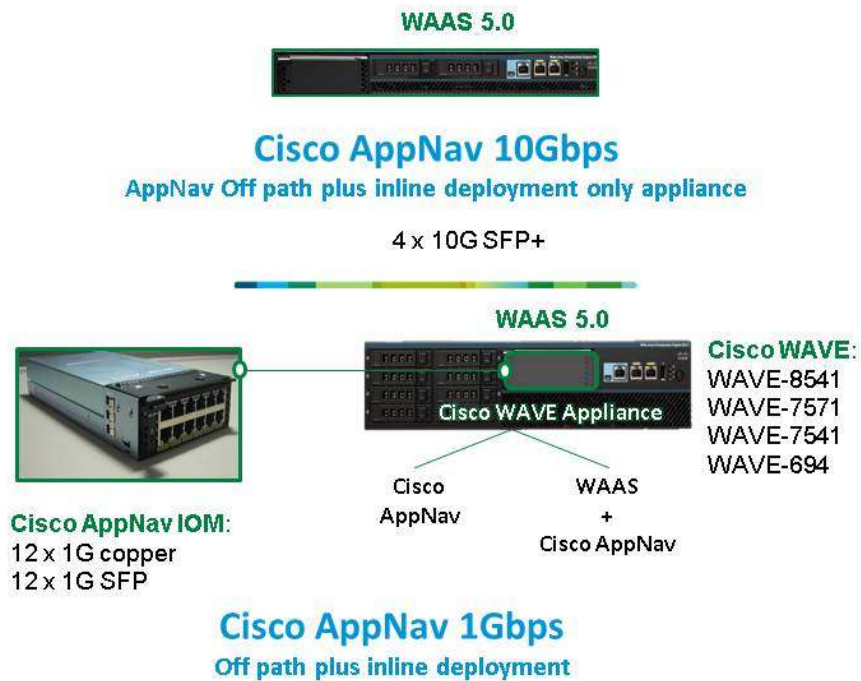 WAAS 5.0
Cisco AppNav 10Gbps
AppNav Off path plus inline deployment only appliance
4 x 10G SFP+
WAAS 5.0
Cisco WAVE:
WAVE-8541
WAVE-7571
WAVE-7541
WAVE-694
Cisco WAVE Appliance
Cisco
AppNav
WAAS
+
Cisco AppNav
Cisco AppNav IOM:
12 x 1G copper
12 x 1G SFP
Cisco AppNav 1Gbps
Off path plus inline deployment